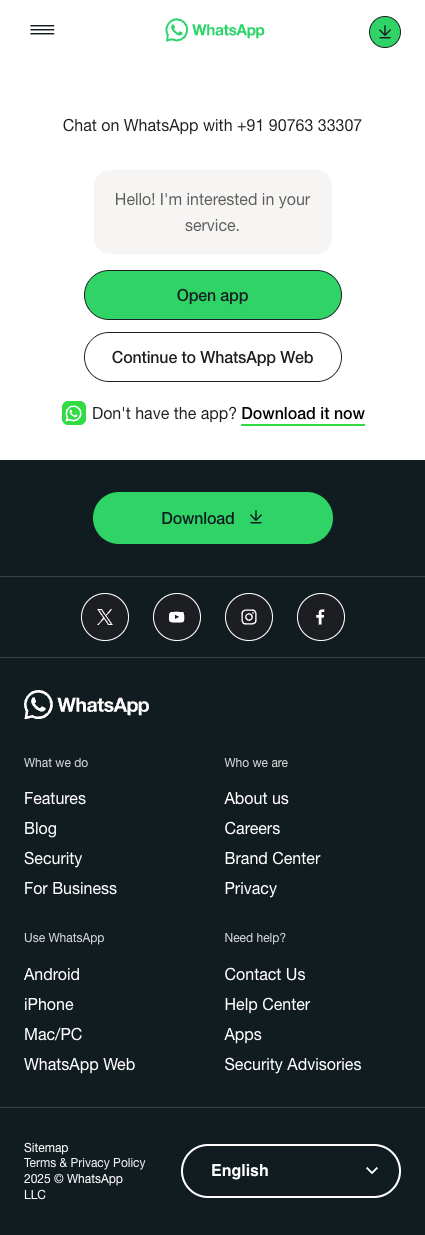 WhatsApp
Chat on WhatsApp with +91 90763 33307
Hello! I'm interested in your
service.
Open app
Continue to WhatsApp Web
Don't have the app? Download it now
Download
WhatsApp
What we do
Features
Blog
Security
For Business
Who we are
About us
Careers
Brand Center
Privacy
Use WhatsApp
Android
iPhone
Mac/PC
WhatsApp Web
Need help?
Contact Us
Help Center
Apps
Security Advisories
Sitemap
Terms & Privacy Policy
2025 © WhatsApp
LLC
English